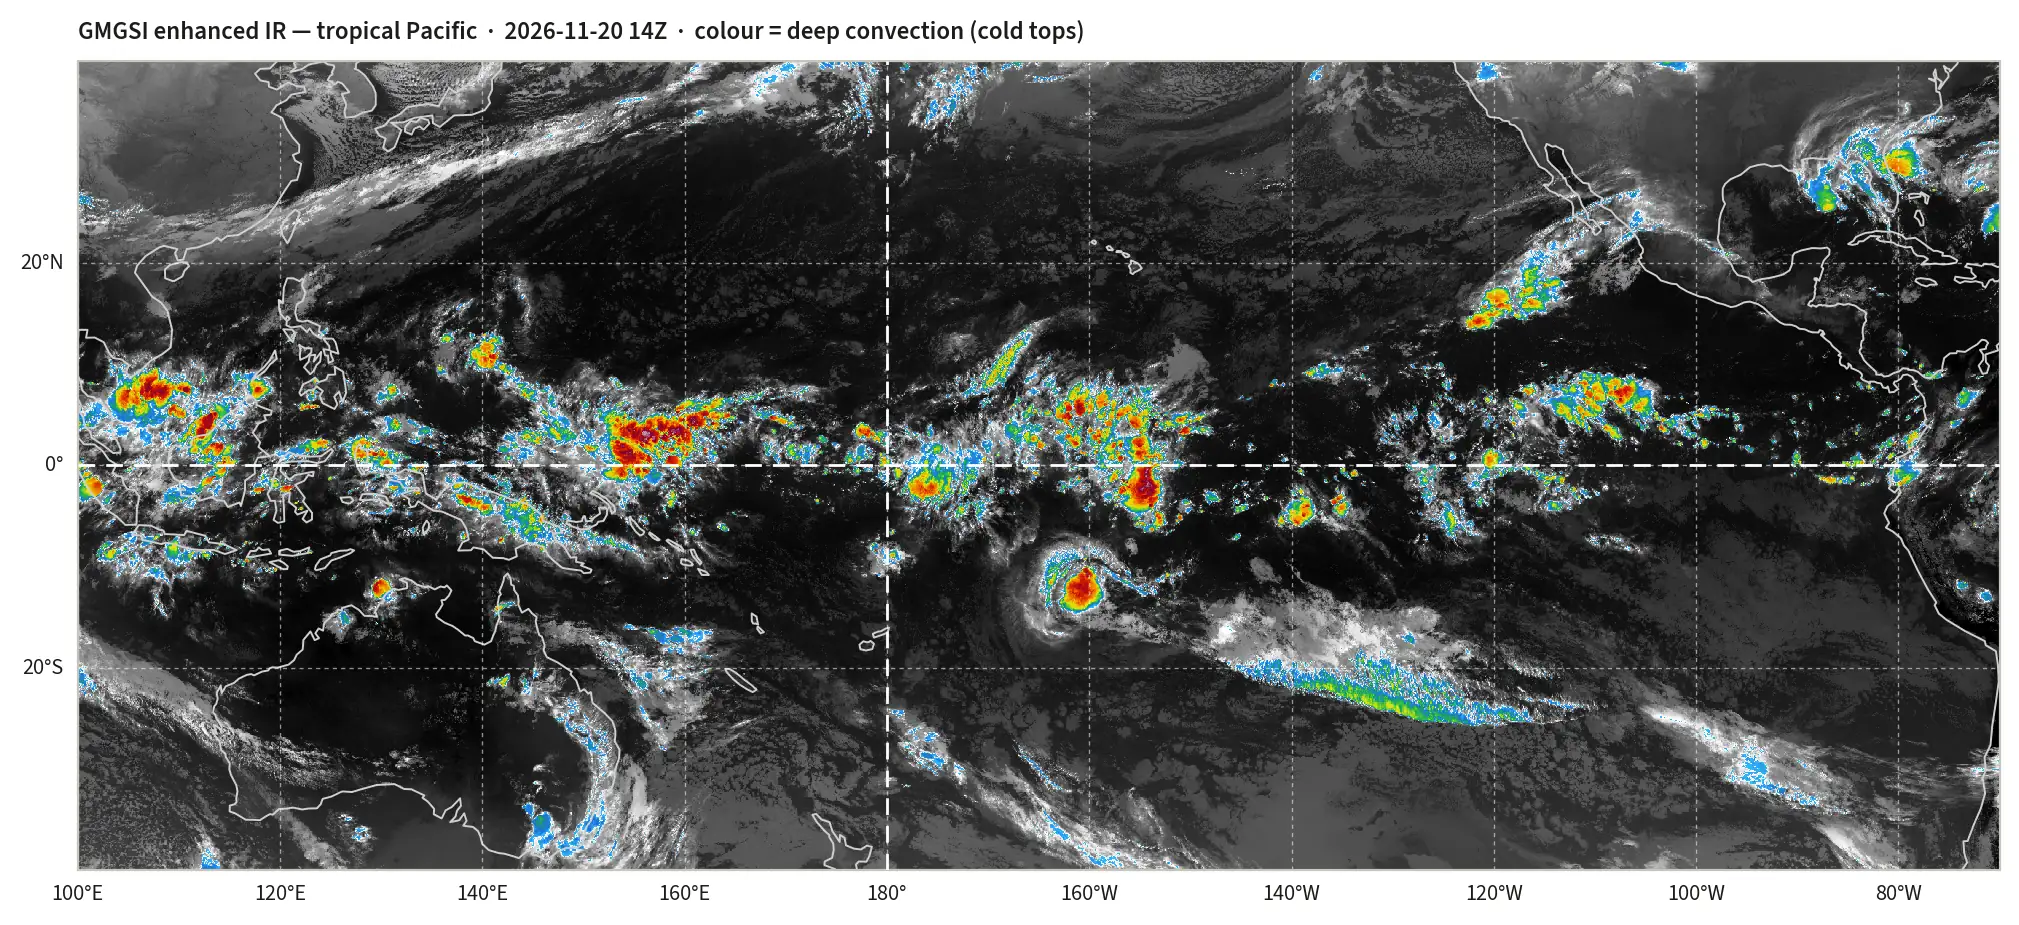 GMGSI enhanced IR — tropical Pacific · 2026-11-20 14Z · colour = deep convection (cold tops)
20°N
0°
20°S
100°E 120°E 140°E 160°E 180° 160°W 140°W 120°W 100°W 80°W